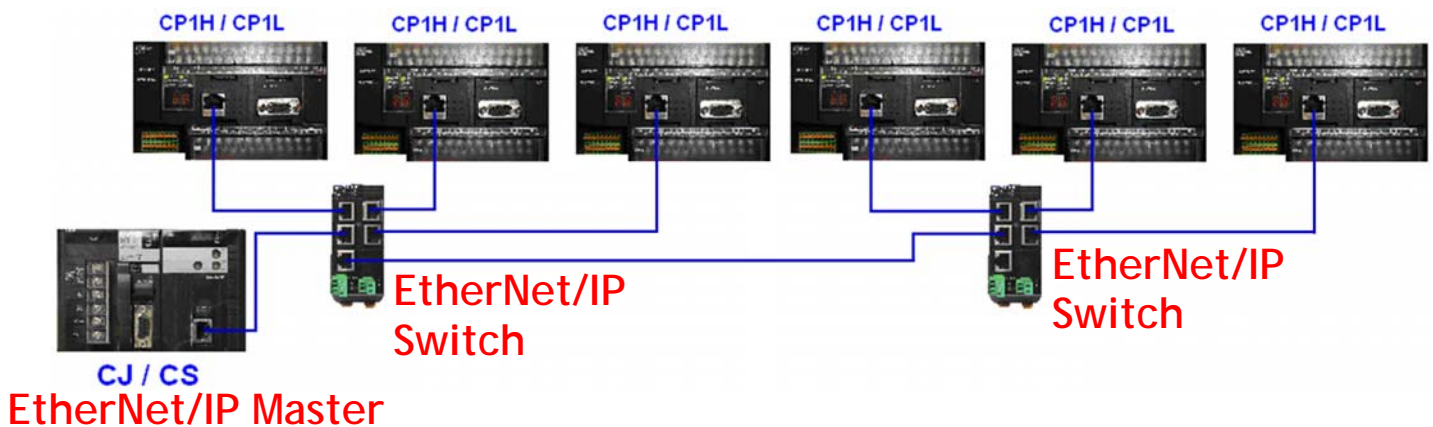 CP1H / CP1L
CP1H / CP1L
CP1H / CP1L
CP1H / CP1L
CP1H / CP1L
CP1H / CP1L
EtherNet/IP
Switch
EtherNet/IP
Switch
CJ / CS
EtherNet/IP Master